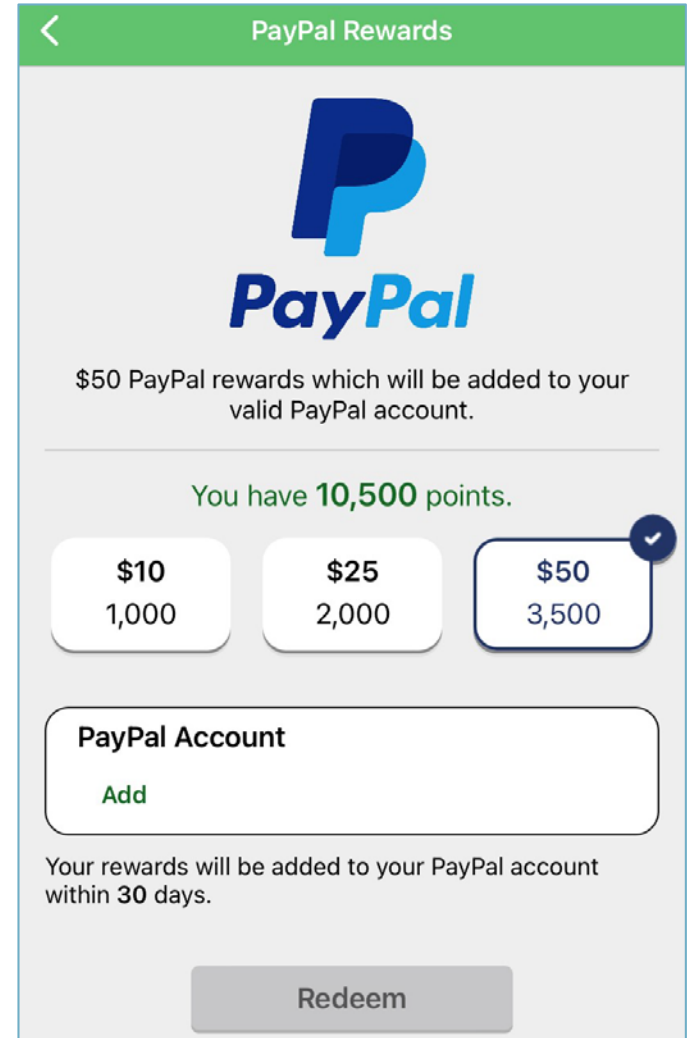 PayPal Rewards
PayPal
$50 PayPal rewards which will be added to your
valid PayPal account.
You have 10,500 points.
$10
1,000
$25
2,000
$50
3,500
PayPal Account
Add
Your rewards will be added to your PayPal account
within 30 days.
Redeem